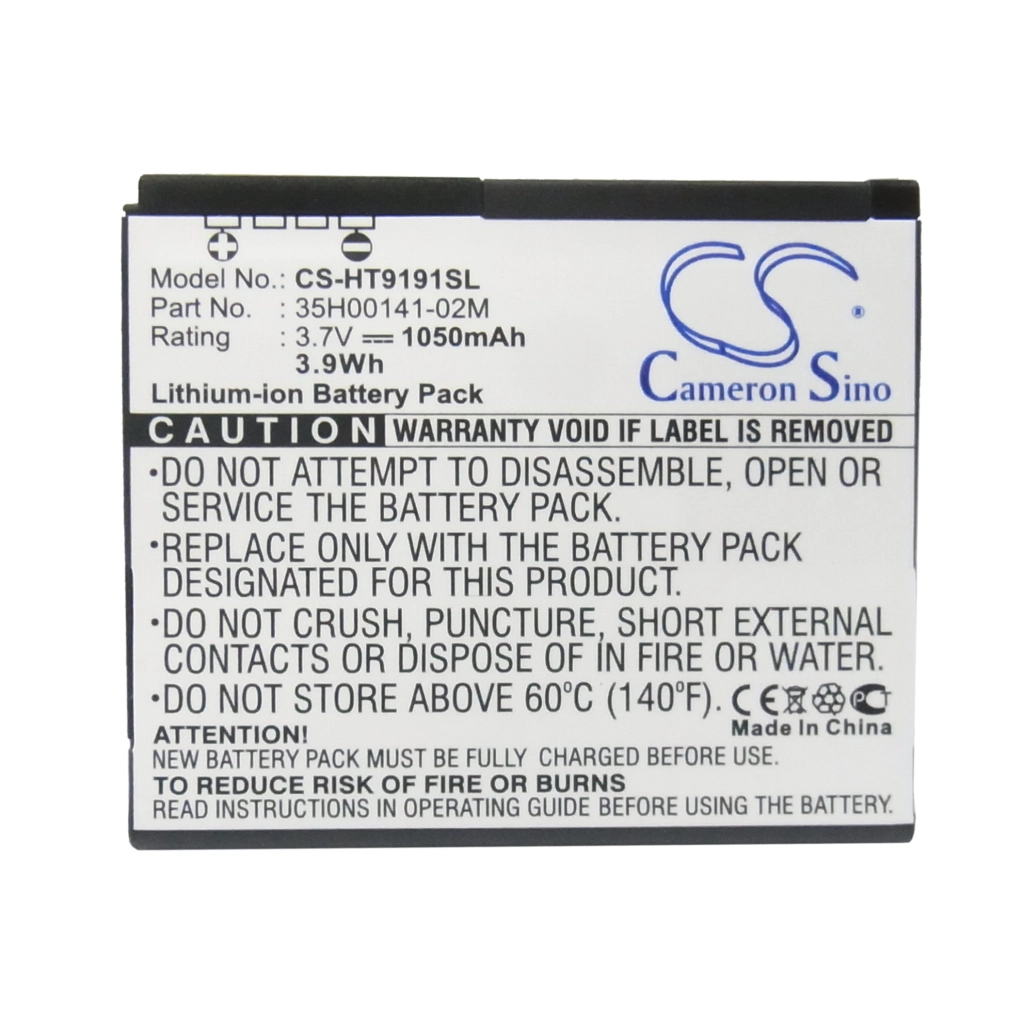 Model No.: CS-HT9191SL
Part No. : 35H00141-02M
Rating : 3.7V 1050mAh
3.9Wh
Lithium-ion Battery Pack
CS
®
Cameron Sino
CAUTION WARRANTY VOID IF LABEL IS REMOVED
•DO NOT ATTEMPT TO DISASSEMBLE, OPEN OR
SERVICE THE BATTERY PACK.
•REPLACE ONLY WITH THE BATTERY PACK
DESIGNATED FOR THIS PRODUCT.
•DO NOT CRUSH, PUNCTURE, SHORT EXTERNAL
CONTACTS OR DISPOSE OF IN FIRE OR WATER.
•DO NOT STORE ABOVE 60°C (140°F). CE PCT
Made In China
ATTENTION!
NEW BATTERY PACK MUST BE FULLY CHARGED BEFORE USE.
TO REDUCE RISK OF FIRE OR BURNS
READ INSTRUCTIONS IN OPERATING GUIDE BEFORE USING THE BATTERY.